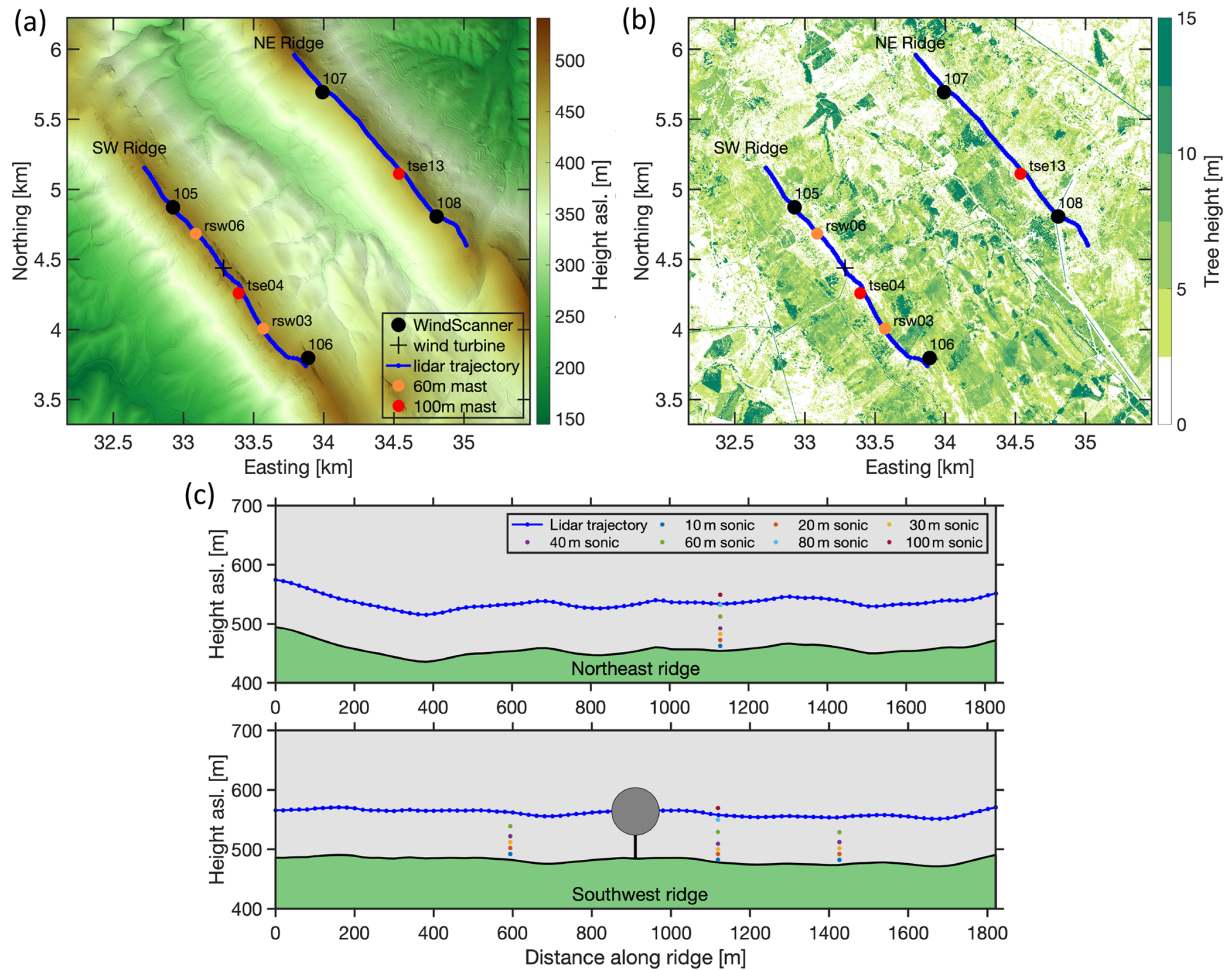 (a)
NE Ridge
107
SW Ridge
tse13
105
108
rsw06
tse04
rsw03
106
WindScanner
wind turbine
lidar trajectory
60m mast
100m mast
6
5.5
5
4.5
4
3.5
Northing [km]
32.5 33 33.5 34 34.5 35
Easting [km]
500
450
400
350
300
250
200
150
Height asl. [m]
(b)
NE Ridge
107
SW Ridge
tse13
105
108
rsw06
tse04
rsw03
106
6
5.5
5
4.5
4
3.5
Northing [km]
32.5 33 33.5 34 34.5 35
Easting [km]
15
10
5
0
Tree height [m]
(c)
700
600
500
400
Height asl. [m]
Lidar trajectory 10 m sonic 20 m sonic 30 m sonic
40 m sonic 60 m sonic 80 m sonic 100 m sonic
Northeast ridge
0 200 400 600 800 1000 1200 1400 1600 1800
700
600
500
400
Height asl. [m]
Southwest ridge
0 200 400 600 800 1000 1200 1400 1600 1800
Distance along ridge [m]